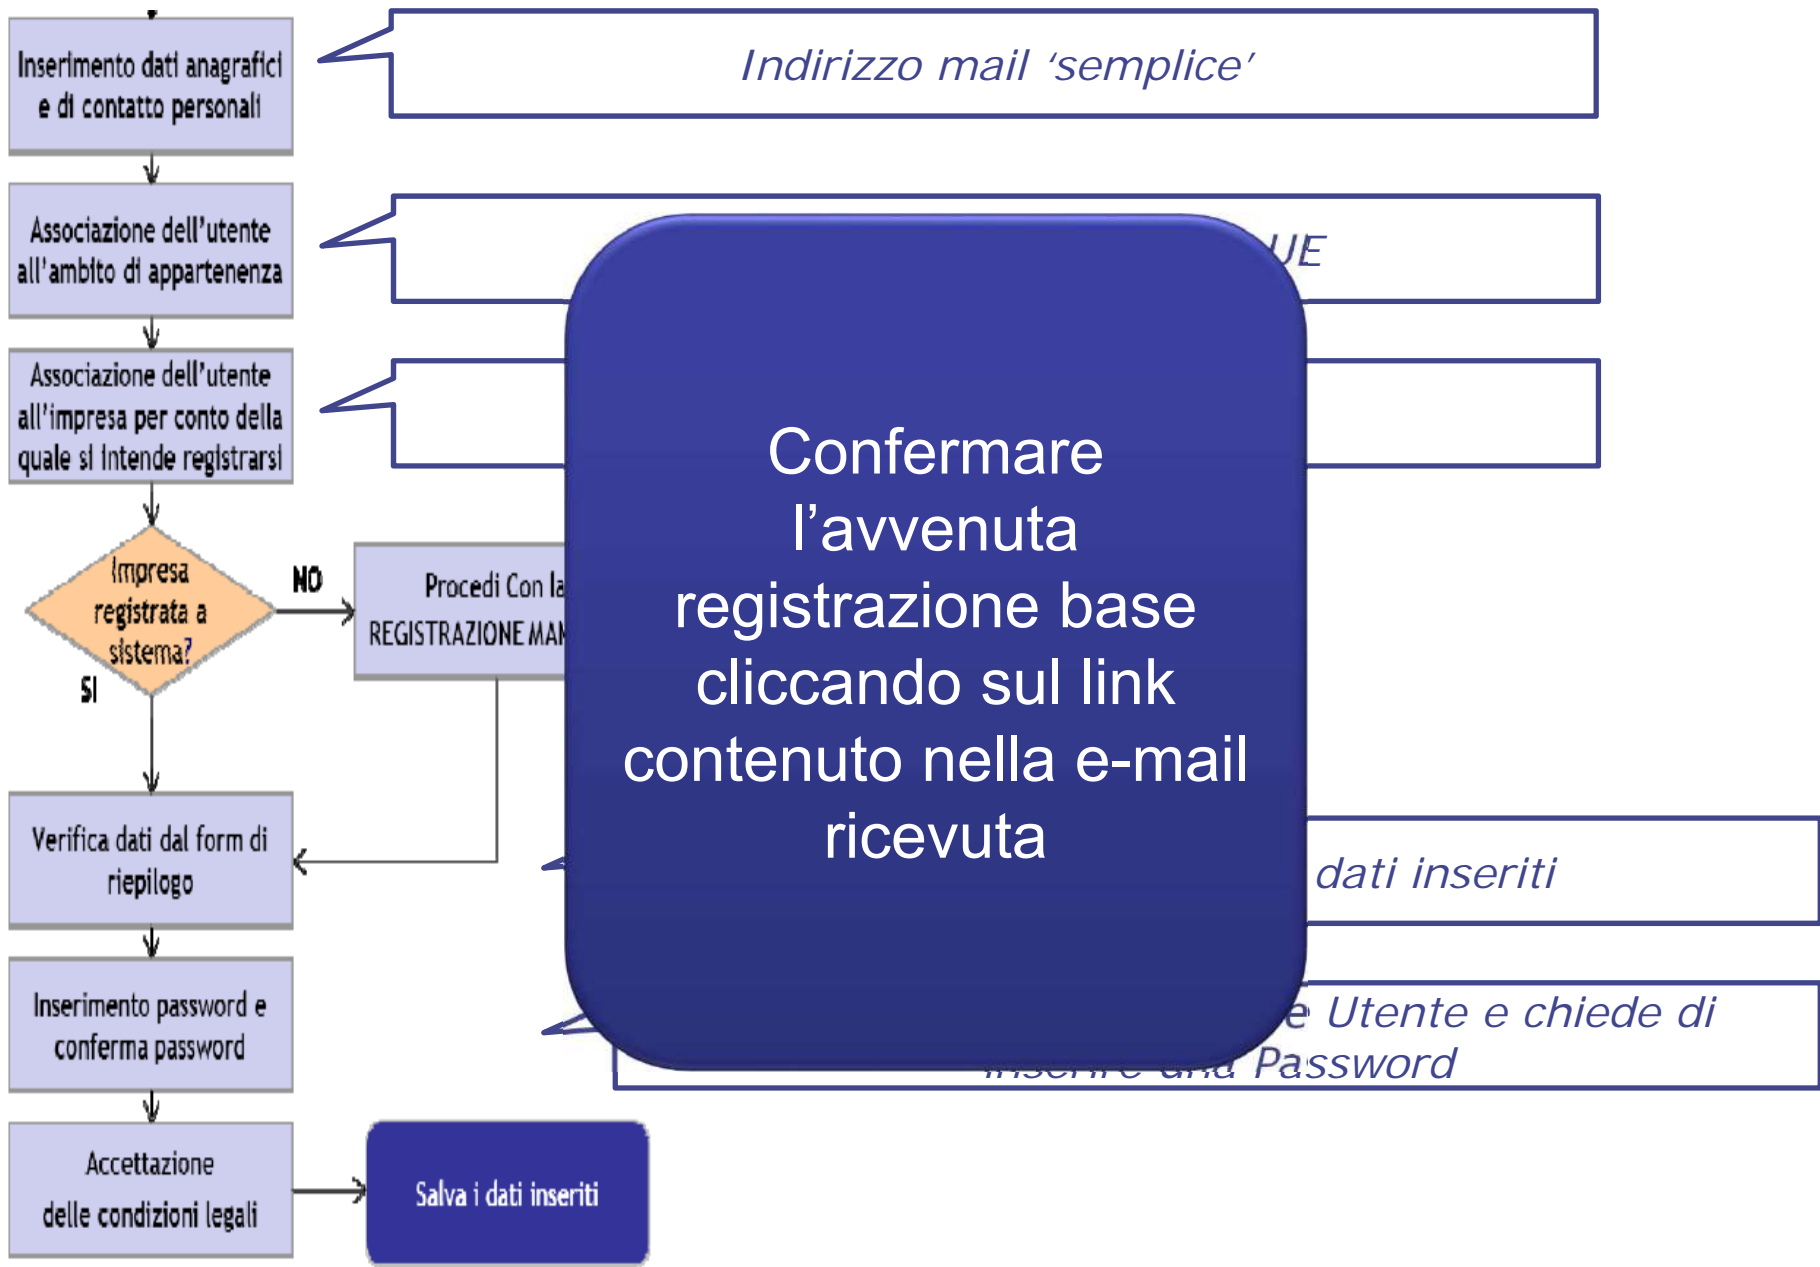 Inserimento dati anagrafici
e di contatto personali
Indirizzo mail ‘semplice’
Associazione dell’utente
all’ambito di appartenenza
UE
Associazione dell’utente
all’impresa per conto della
quale si intende registrarsi
Impresa
registrata a
sistema?
NO
SI
Procedi Con la
REGISTRAZIONE
Confermare
l’avvenuta
registrazione base
cliccando sul link
contenuto nella e-mail
ricevuta
Verifica dati dal form di
riepilogo
dati inseriti
Inserimento password e
conferma password
e Utente e chiede di
inserire una Password
Accettazione
delle condizioni legali
Salva i dati inseriti